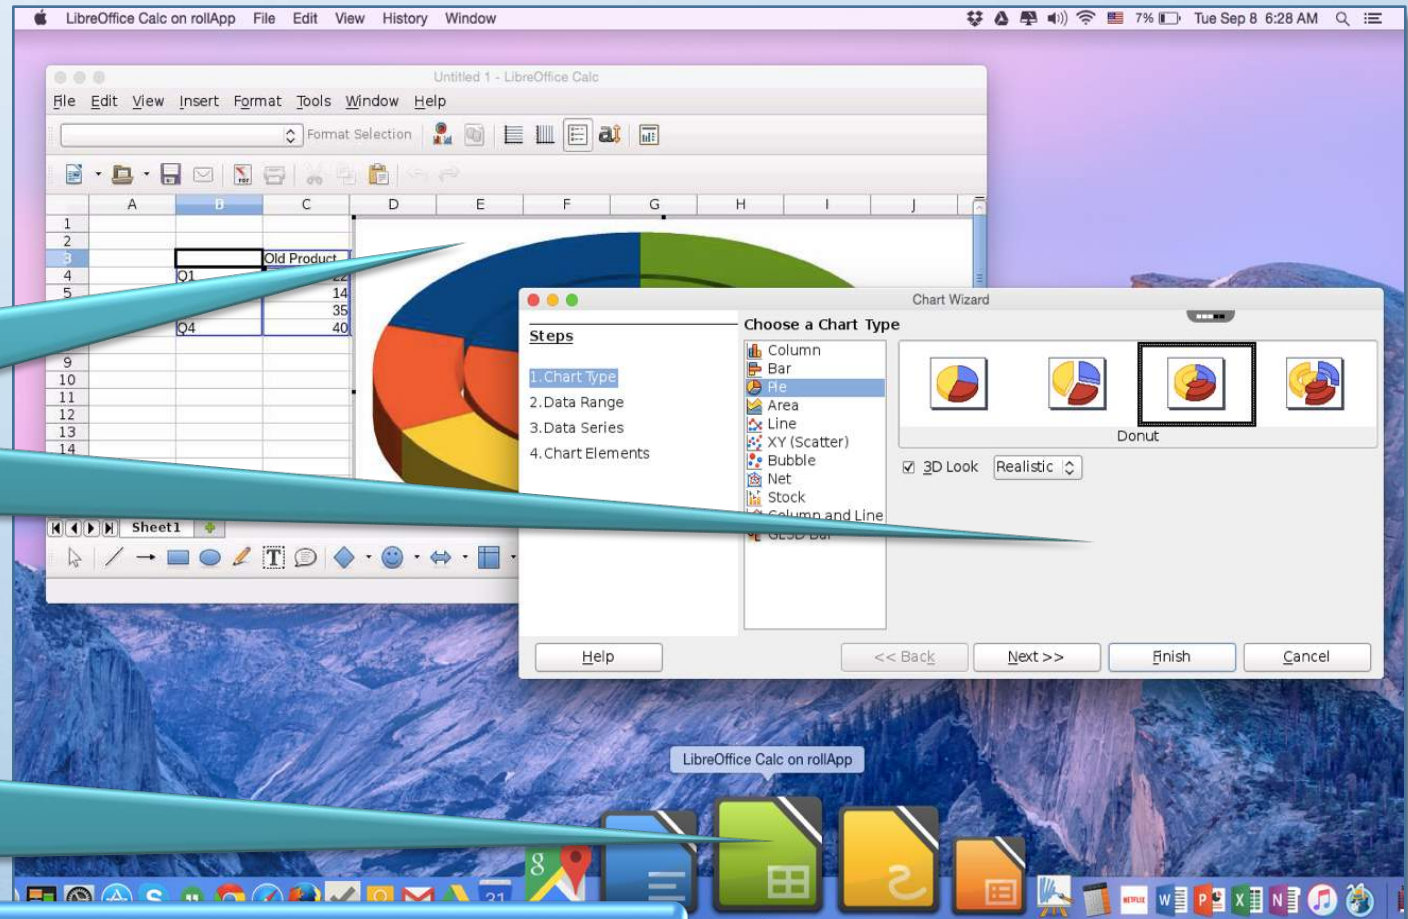 LibreOffice Calc on rollApp File Edit View History Window 7% Tue Sep 8 6:28 AM
Untitled 1 - LibreOffice Calc
File Edit View Insert Format Tools Window Help
Format Selection
A B C D E F G H I J
1
2
3 Old Product
4 Q1 22
5 14
35
Q4 40
9
10
11
12
13
14
Sheet1
Chart Wizard
Steps
1.Chart Type
2.Data Range
3.Data Series
4.Chart Elements
Choose a Chart Type
Column
Bar
Pie
Area
Line
XY (Scatter)
Bubble
Net
Stock
Column and Line
Donut
3D Look Realistic
Help << Back Next >> Finish Cancel
LibreOffice Calc on rollApp
31
NETFLIX